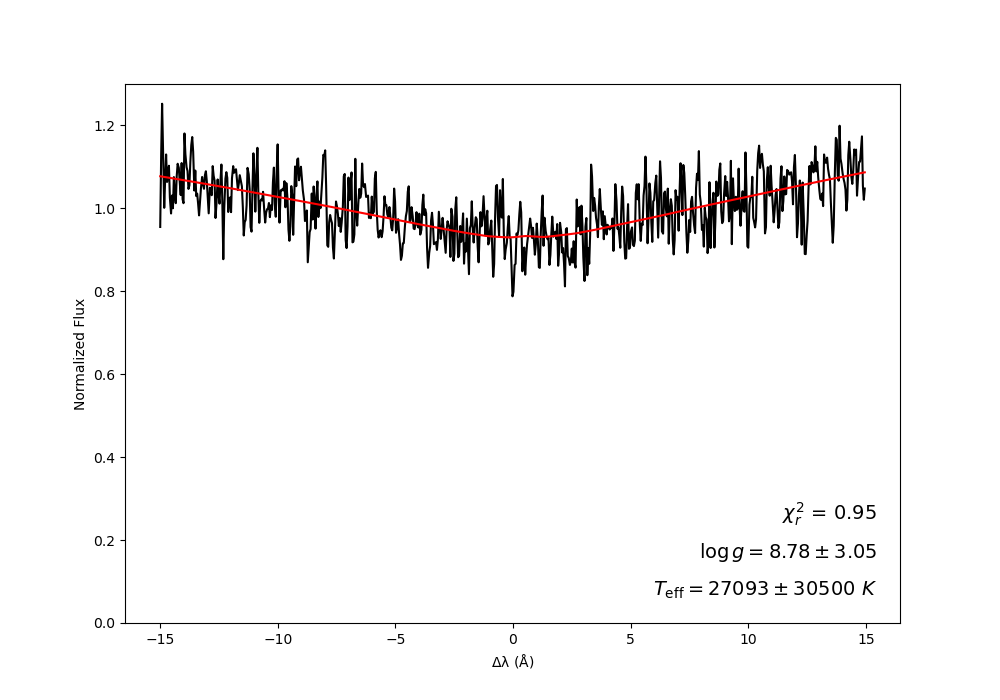 1.2
1.0
0.8
0.6
0.4
0.2
0.0
Normalized Flux
χ²ᵣ = 0.95
log g = 8.78 ± 3.05
T_eff = 27093 ± 30500 K
−15 −10 −5 0 5 10 15
Δλ (Å)